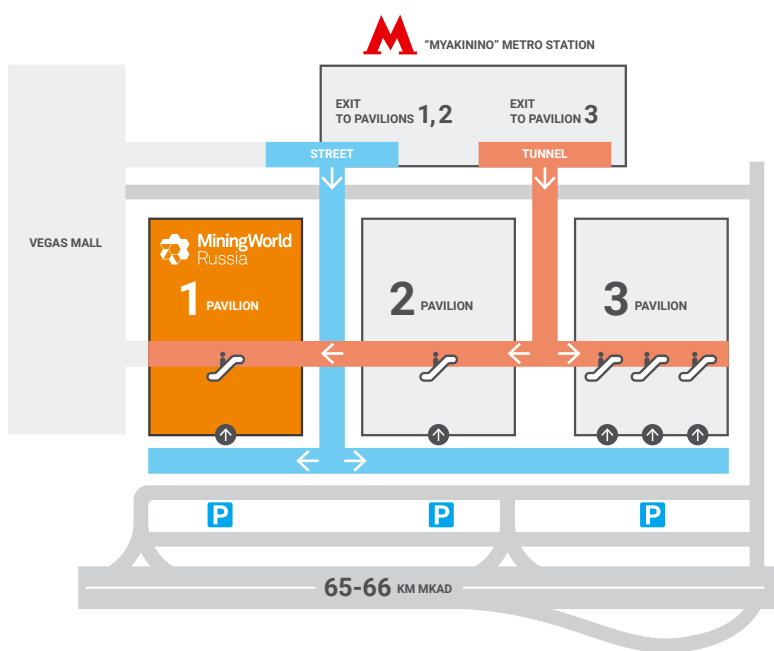 "MYAKININO" METRO STATION
EXIT
TO PAVILIONS 1, 2
EXIT
TO PAVILION 3
STREET
TUNNEL
VEGAS MALL
MiningWorld
Russia
1 PAVILION
2 PAVILION
3 PAVILION
P
P
P
65-66 KM MKAD